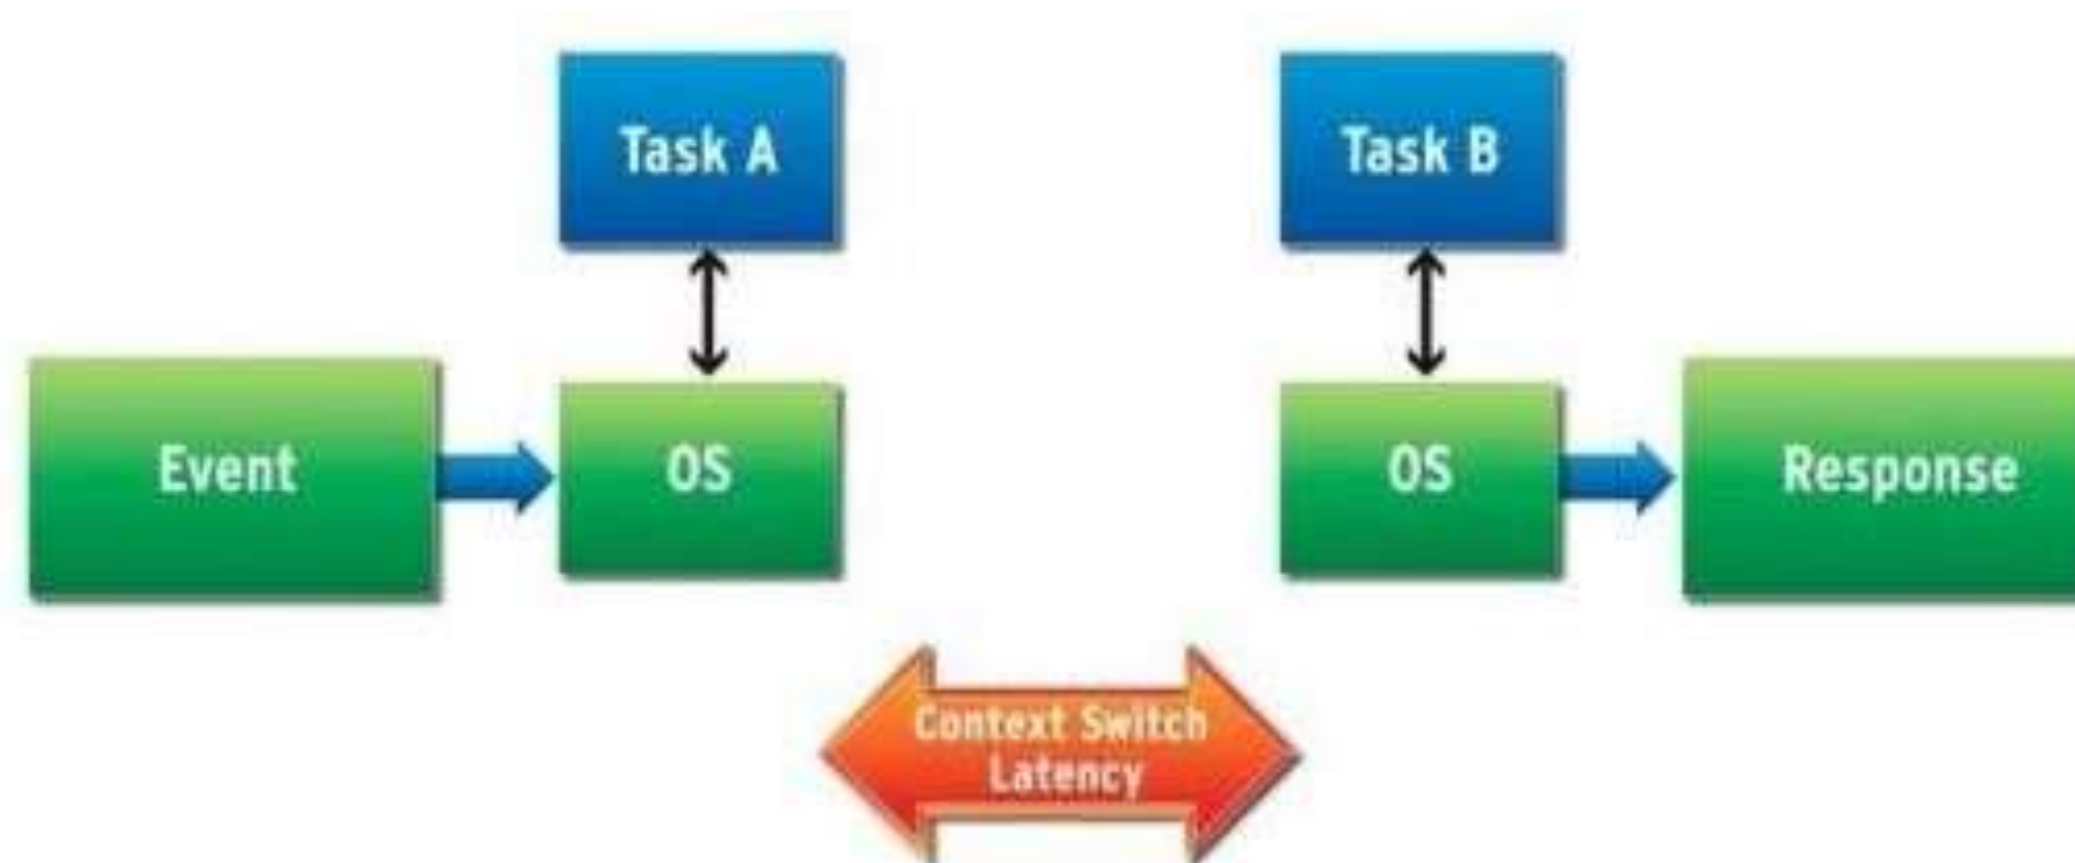 Task A
Task B
Event
OS
OS
Response
Context Switch
Latency